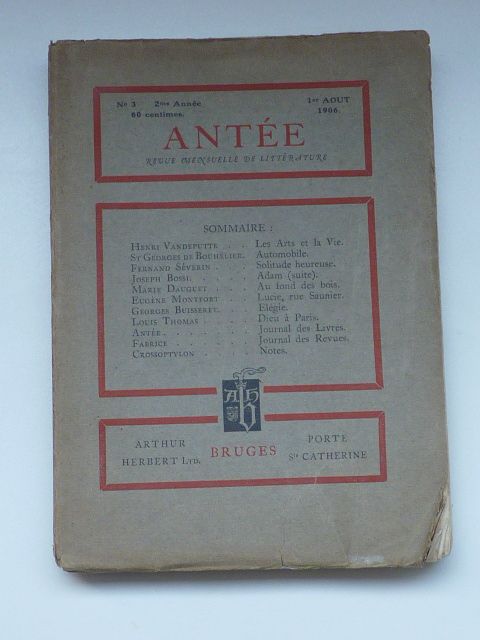 No 3 2me Année 1er AOUT
60 centimes. 1906.
ANTÉE
REVUE MENSUELLE DE LITTÉRATURE
SOMMAIRE :
HENRI VANDEPUTTE . . . Les Arts et la Vie.
ST GEORGES DE BOUHÉLIER. Automobile.
FERNAND SÉVERIN . . . Solitude heureuse.
JOSEPH BOSSI. . . . . Adam (suite).
MARIE DAUGUET . . . . Au fond des bois.
EUGÈNE MONTFORT . . . Lucie, rue Saunier.
GEORGES BUISSERET. . . Elégie.
LOUIS THOMAS . . . . . Dieu à Paris.
ANTÉE. . . . . . . Journal des Livres.
FABRICE . . . . . . Journal des Revues.
CROSSOPTYLON . . . . . Notes.
A H
ARTHUR
HERBERT LTD.
BRUGES
PORTE
Ste CATHERINE